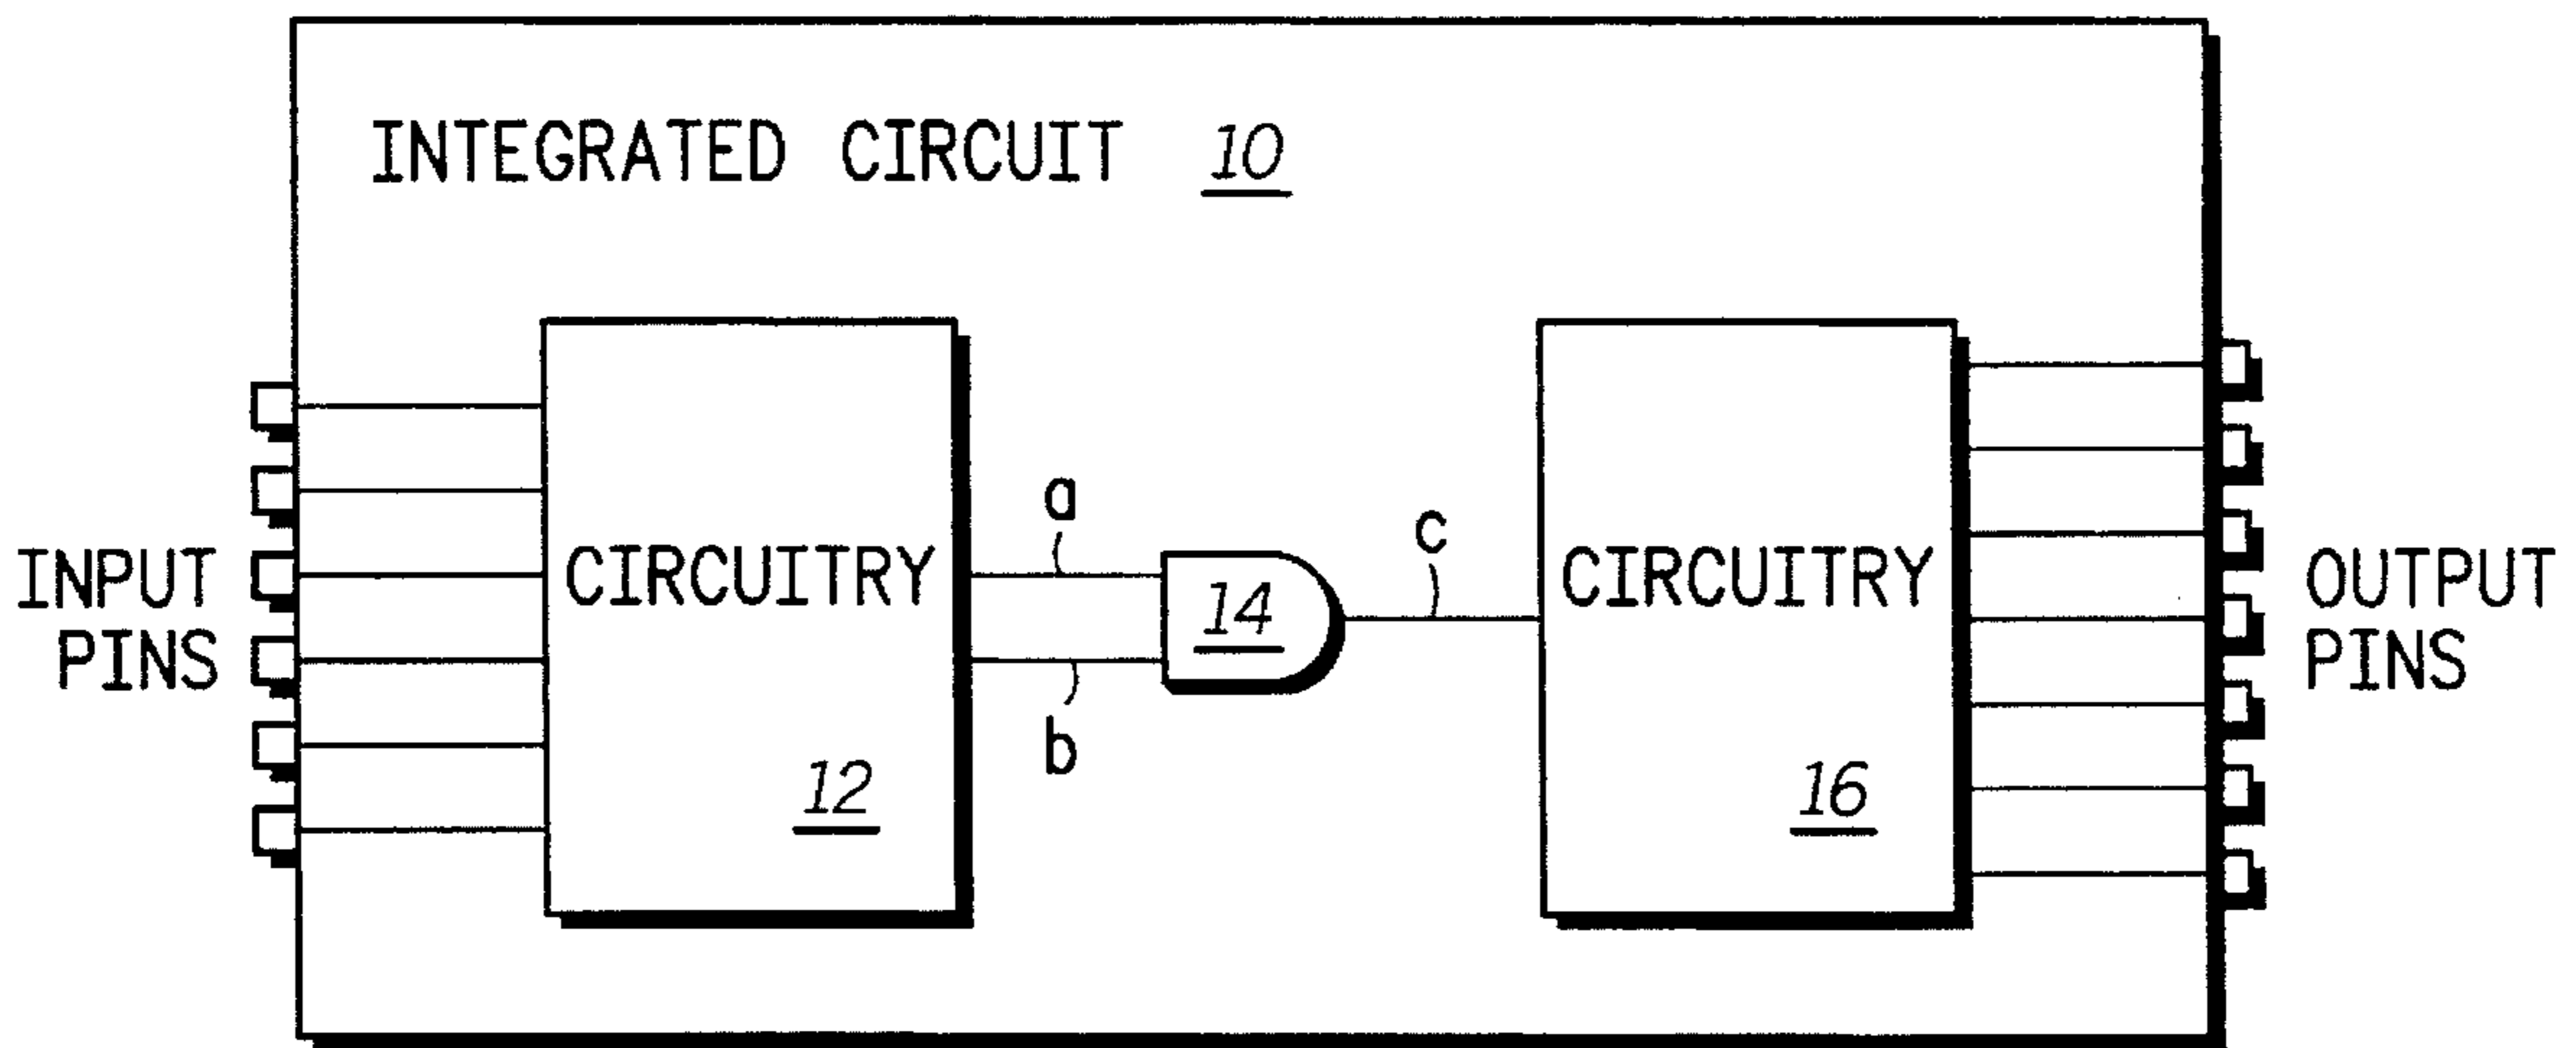 INTEGRATED CIRCUIT 10
INPUT
PINS
CIRCUITRY
12
a
b
14
c
CIRCUITRY
16
OUTPUT
PINS